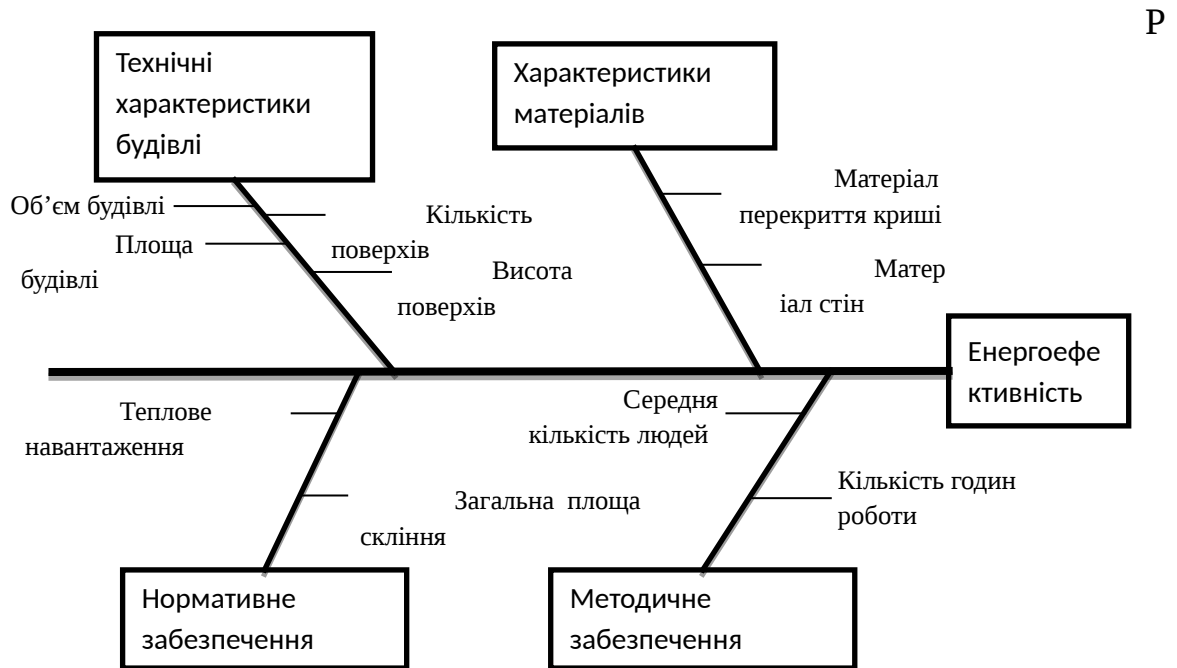 Р
Технічні
характеристики
будівлі
Характеристики
матеріалів
Об’єм будівлі
Площа
будівлі
Кількість
поверхів
Висота
поверхів
Матеріал
перекриття криші
Матер
іал стін
Енергоефе
ктивність
Теплове
навантаження
Загальна площа
скління
Середня
кількість людей
Кількість годин
роботи
Нормативне
забезпечення
Методичне
забезпечення